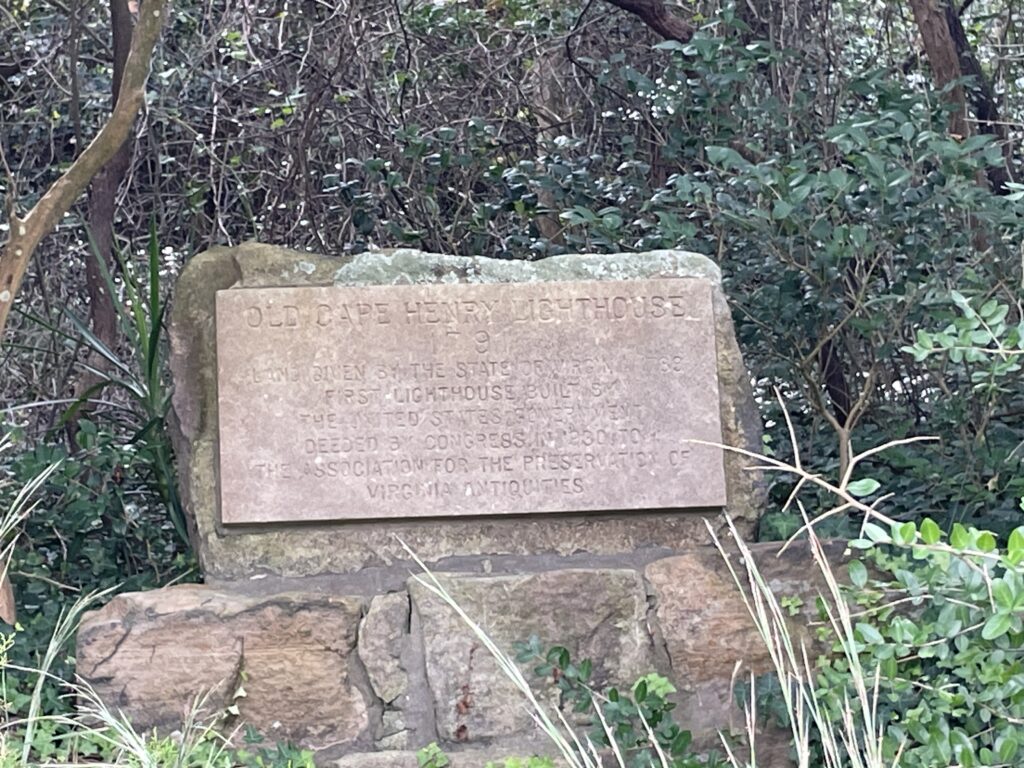 OLD CAPE HENRY LIGHTHOUSE
1791
LAND GIVEN BY THE STATE OF VIRGINIA
FIRST LIGHTHOUSE BUILT BY
THE UNITED STATES GOVERNMENT
DEEDED BY CONGRESS IN 1930 TO
THE ASSOCIATION FOR THE PRESERVATION OF
VIRGINIA ANTIQUITIES